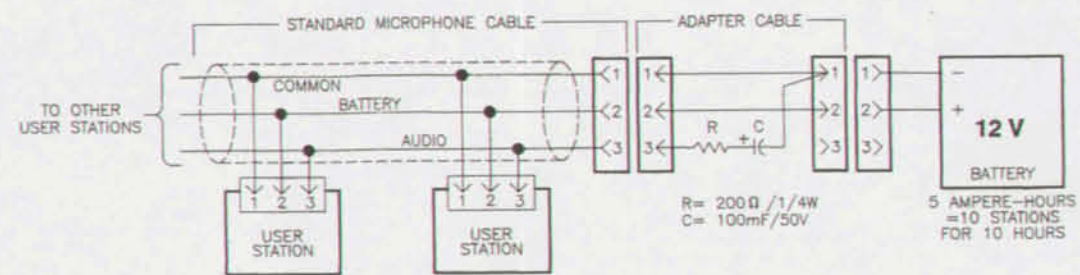 STANDARD MICROPHONE CABLE
ADAPTER CABLE
COMMON
BATTERY
AUDIO
TO OTHER
USER STATIONS
1 2 3
USER
STATION
1 2 3
USER
STATION
1
2
3
1
2
3
R
+
C
1
2
3
1
2
3
R= 200Ω /1/4W
C= 100mF/50V
-
+
12 V
BATTERY
5 AMPERE-HOURS
=10 STATIONS
FOR 10 HOURS